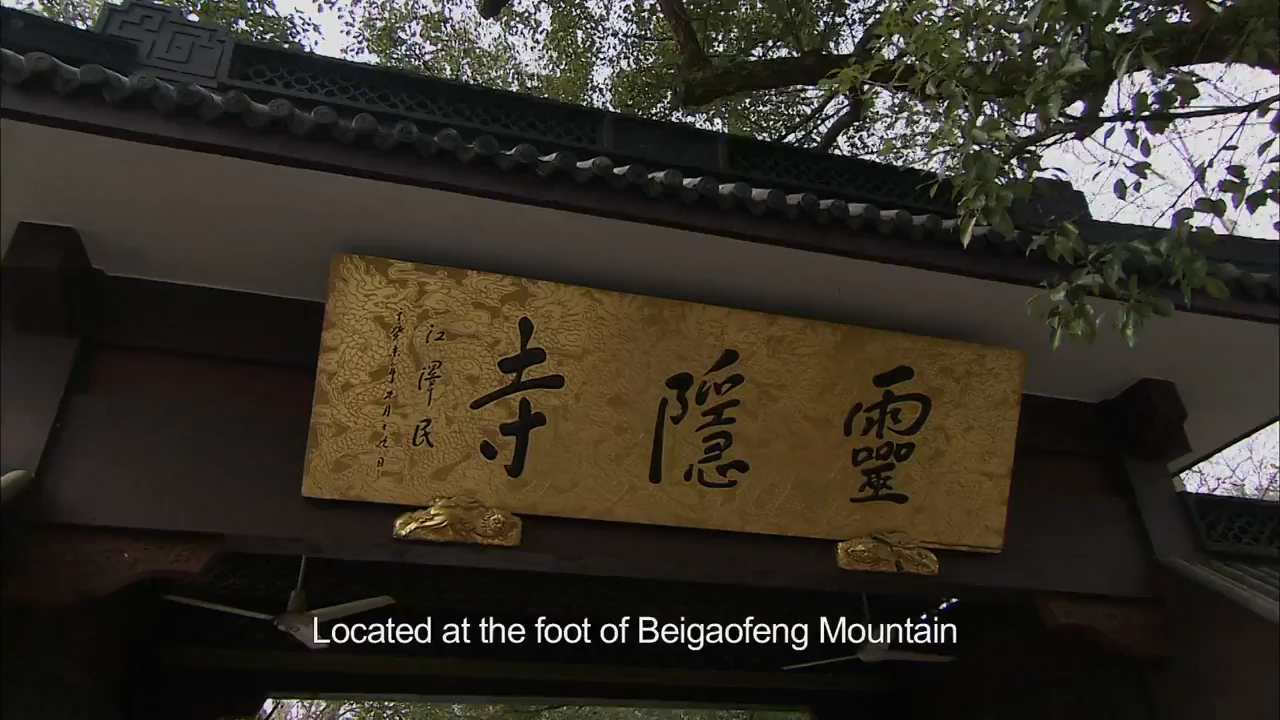 靈隱寺
江澤民
Located at the foot of Beigaofeng Mountain